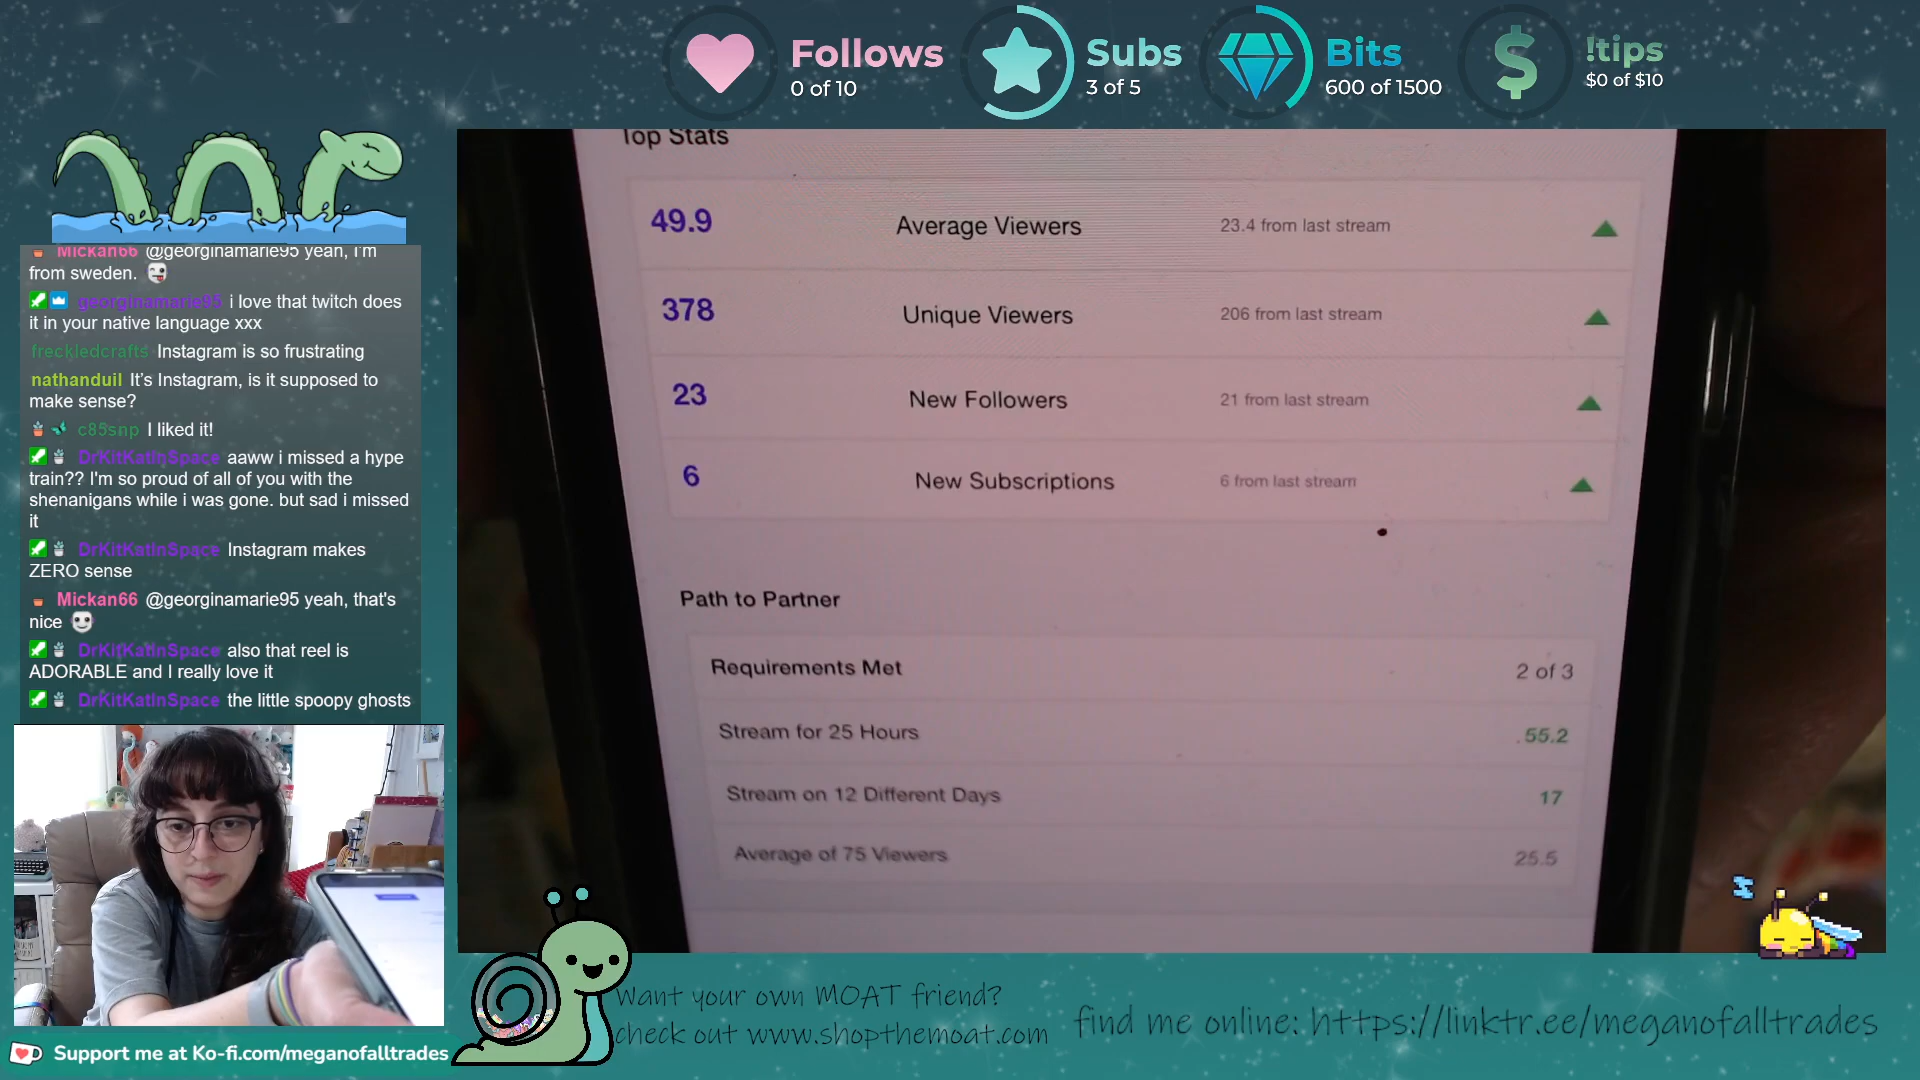 Follows
0 of 10
Subs
3 of 5
Bits
600 of 1500
!tips
$0 of $10
Mickan66 @georginamarie95 yeah, I'm
from sweden.
georginamarie95 i love that twitch does
it in your native language xxx
freckledcrafts Instagram is so frustrating
nathanduil It's Instagram, is it supposed to
make sense?
c85snp I liked it!
DrKitKatInSpace aaww i missed a hype
train?? I'm so proud of all of you with the
shenanigans while i was gone. but sad i missed
it
DrKitKatInSpace Instagram makes
ZERO sense
Mickan66 @georginamarie95 yeah, that's
nice
DrKitKatInSpace also that reel is
ADORABLE and I really love it
DrKitKatInSpace the little spoopy ghosts
Top Stats
49.9 Average Viewers 23.4 from last stream
378 Unique Viewers 206 from last stream
23 New Followers 21 from last stream
6 New Subscriptions 6 from last stream
Path to Partner
Requirements Met 2 of 3
Stream for 25 Hours 55.2
Stream on 12 Different Days 17
Average of 75 Viewers 25.5
Want your own MOAT friend?
check out www.shopthemoat.com
find me online: https://linktr.ee/meganofalltrades
Support me at Ko-fi.com/meganofalltrades